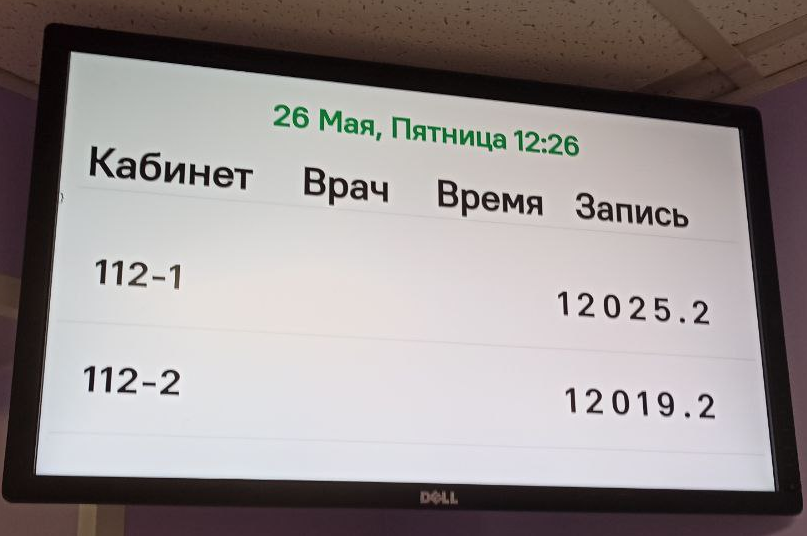 26 Мая, Пятница 12:26
Кабинет Врач Время Запись
112-1 12025.2
112-2 12019.2
DELL